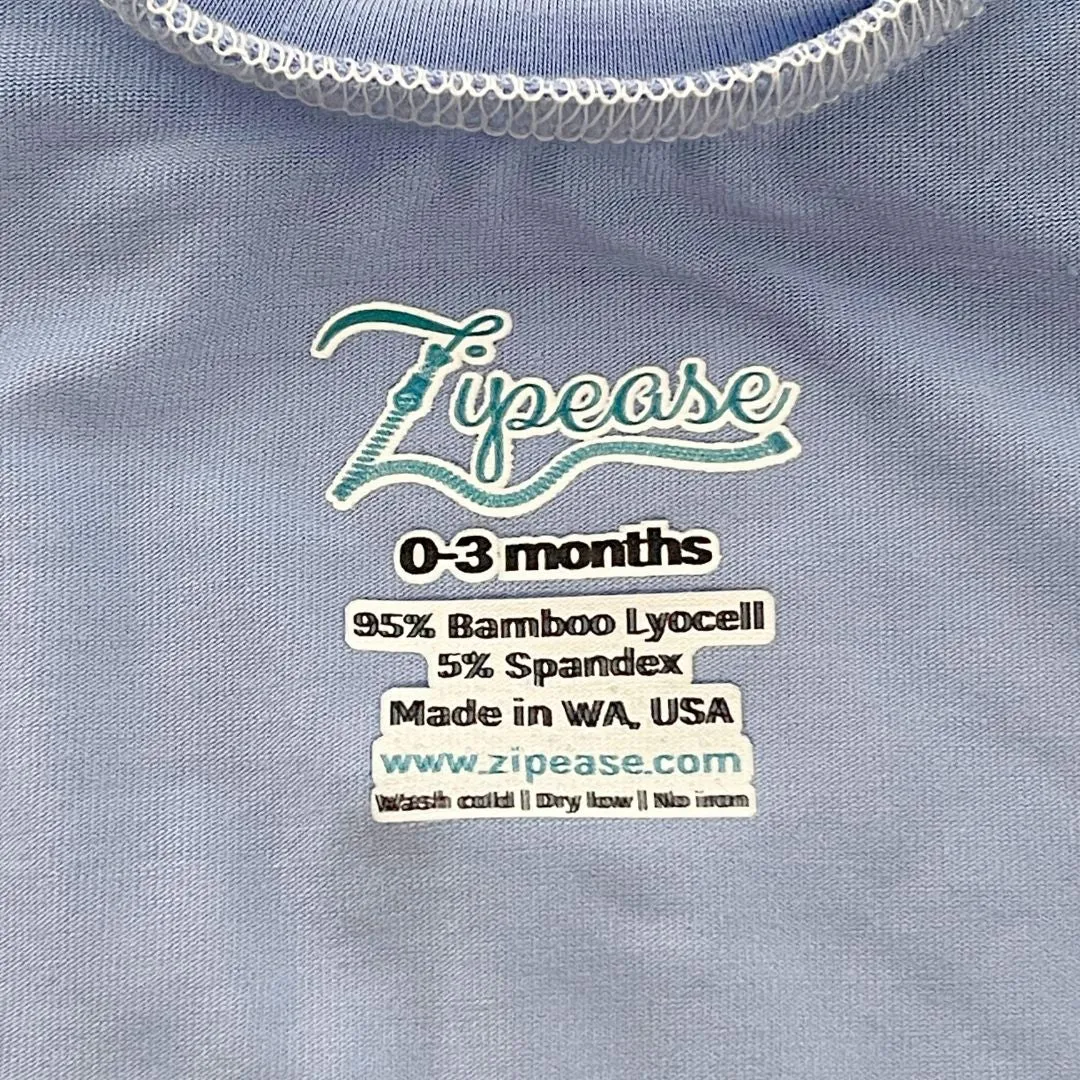 Zipease
0-3 months
95% Bamboo Lyocell
5% Spandex
Made in WA, USA
www.zipease.com
Wash cold | Dry low | No iron